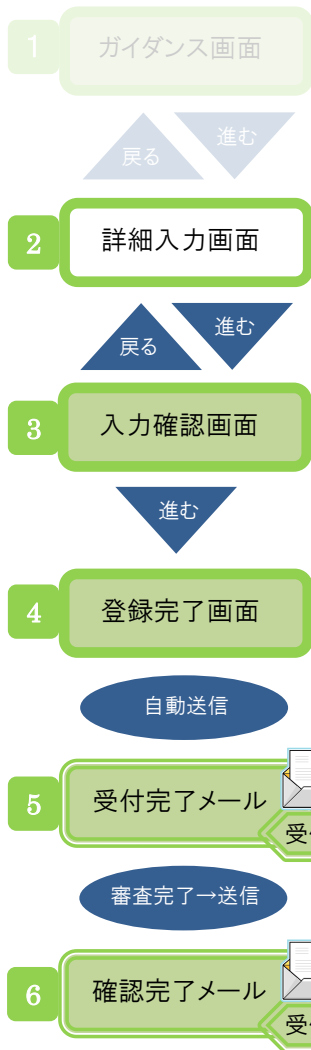 1 ガイダンス画面
戻る 進む
2 詳細入力画面
戻る 進む
3 入力確認画面
進む
4 登録完了画面
自動送信
5 受付完了メール
受
審査完了→送信
6 確認完了メール
受